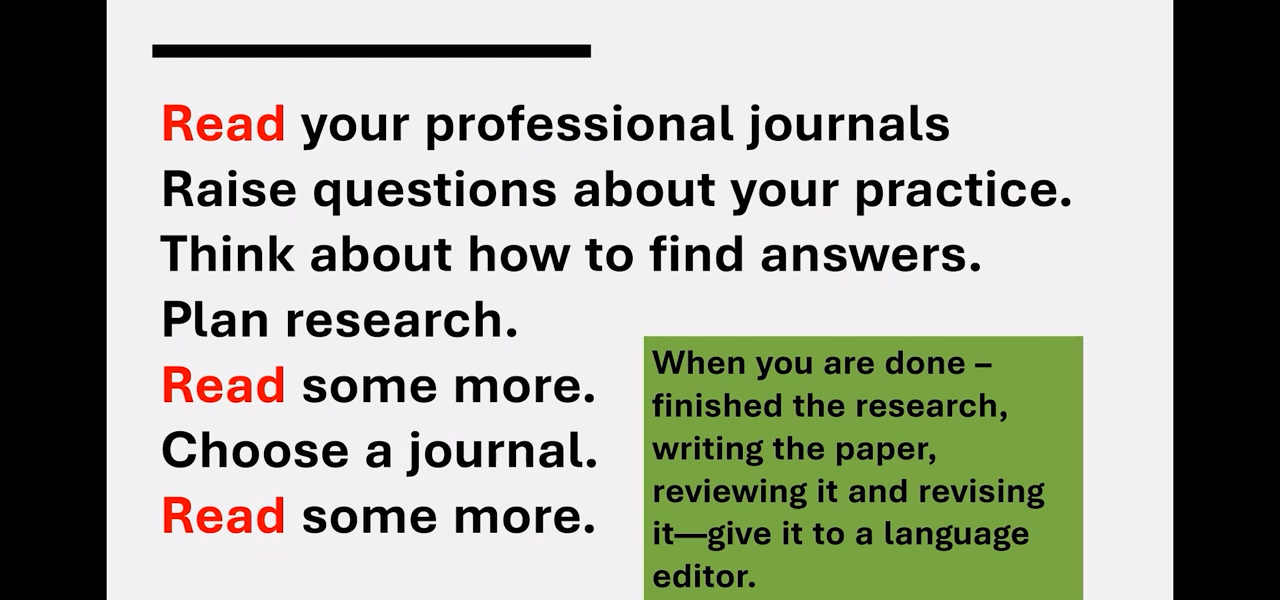 Read your professional journals
Raise questions about your practice.
Think about how to find answers.
Plan research.
Read some more.
Choose a journal.
Read some more.
When you are done –
finished the research,
writing the paper,
reviewing it and revising
it—give it to a language
editor.